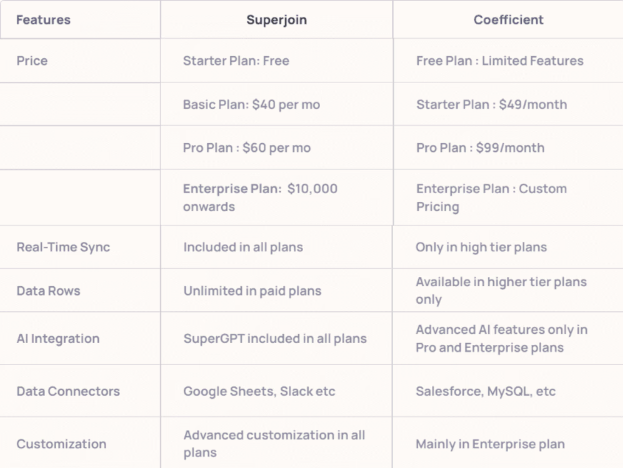 Features Superjoin Coefficient
Price Starter Plan: Free Free Plan : Limited Features
Basic Plan: $40 per mo Starter Plan : $49/month
Pro Plan : $60 per mo Pro Plan : $99/month
Enterprise Plan: $10,000
onwards
Enterprise Plan : Custom
Pricing
Real-Time Sync Included in all plans Only in high tier plans
Data Rows Unlimited in paid plans
Available in higher tier plans
only
AI Integration SuperGPT included in all plans
Advanced AI features only in
Pro and Enterprise plans
Data Connectors Google Sheets, Slack etc Salesforce, MySQL, etc
Customization
Advanced customization in all
plans
Mainly in Enterprise plan